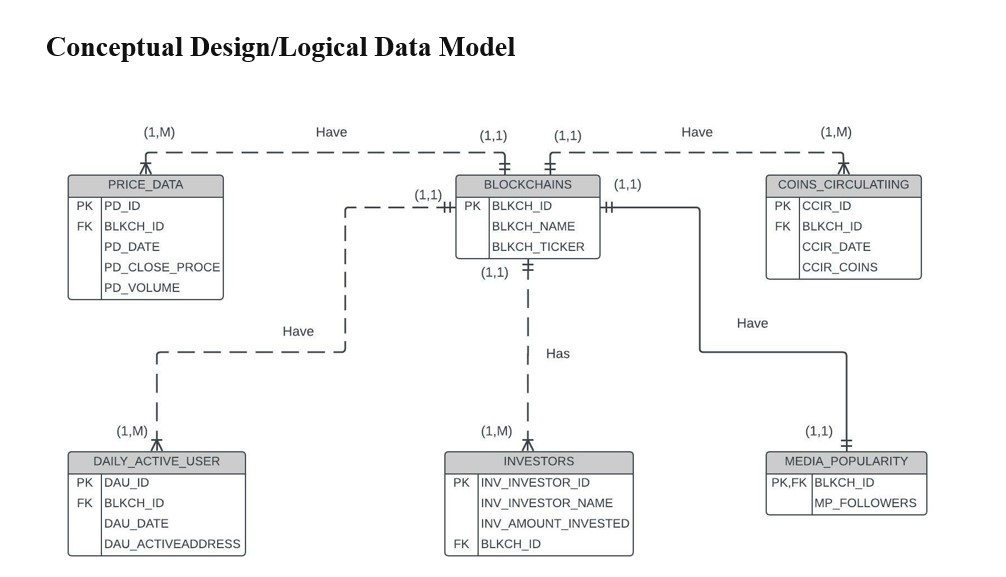 Conceptual Design/Logical Data Model
(1,M) Have (1,1) (1,1) Have (1,M)
PRICE_DATA
PK PD_ID
FK BLKCH_ID
PD_DATE
PD_CLOSE_PROCE
PD_VOLUME
(1,1)
BLOCKCHAINS
PK BLKCH_ID
BLKCH_NAME
BLKCH_TICKER
(1,1)
(1,1)
COINS_CIRCULATIING
PK CCIR_ID
FK BLKCH_ID
CCIR_DATE
CCIR_COINS
Have
Has
Have
(1,M)
(1,M)
(1,1)
DAILY_ACTIVE_USER
PK DAU_ID
FK BLKCH_ID
DAU_DATE
DAU_ACTIVEADDRESS
INVESTORS
PK INV_INVESTOR_ID
INV_INVESTOR_NAME
INV_AMOUNT_INVESTED
FK BLKCH_ID
MEDIA_POPULARITY
PK,FK BLKCH_ID
MP_FOLLOWERS